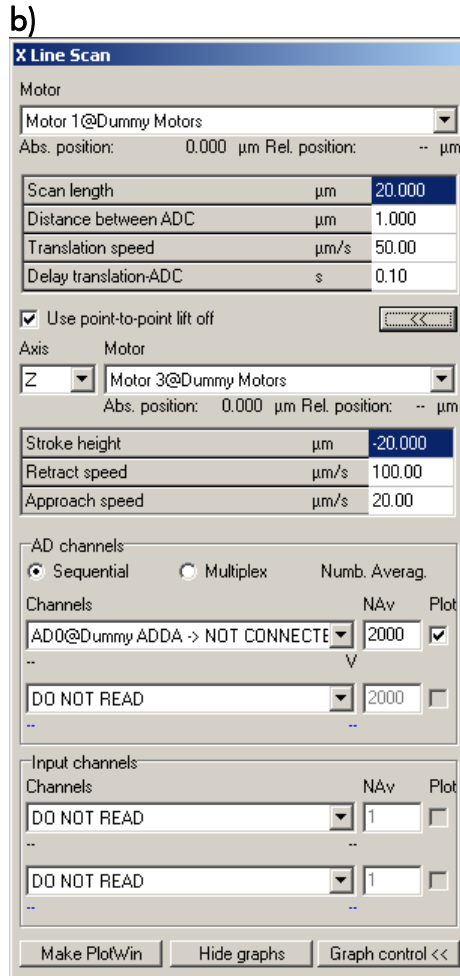 b)
X Line Scan
Motor
Motor 1@Dummy Motors
Abs. position: 0.000 µm Rel. position: -- µm
Scan length µm 20.000
Distance between ADC µm 1.000
Translation speed µm/s 50.00
Delay translation-ADC s 0.10
Use point-to-point lift off <<
Axis Motor
Z Motor 3@Dummy Motors
Abs. position: 0.000 µm Rel. position: -- µm
Stroke height µm -20.000
Retract speed µm/s 100.00
Approach speed µm/s 20.00
AD channels
Sequential Multiplex Numb. Averag.
Channels NAv Plot
AD0@Dummy ADDA -> NOT CONNECTE 2000
-- V
DO NOT READ 2000
-- --
Input channels
Channels NAv Plot
DO NOT READ 1
-- --
DO NOT READ 1
-- --
Make PlotWin Hide graphs Graph control <<